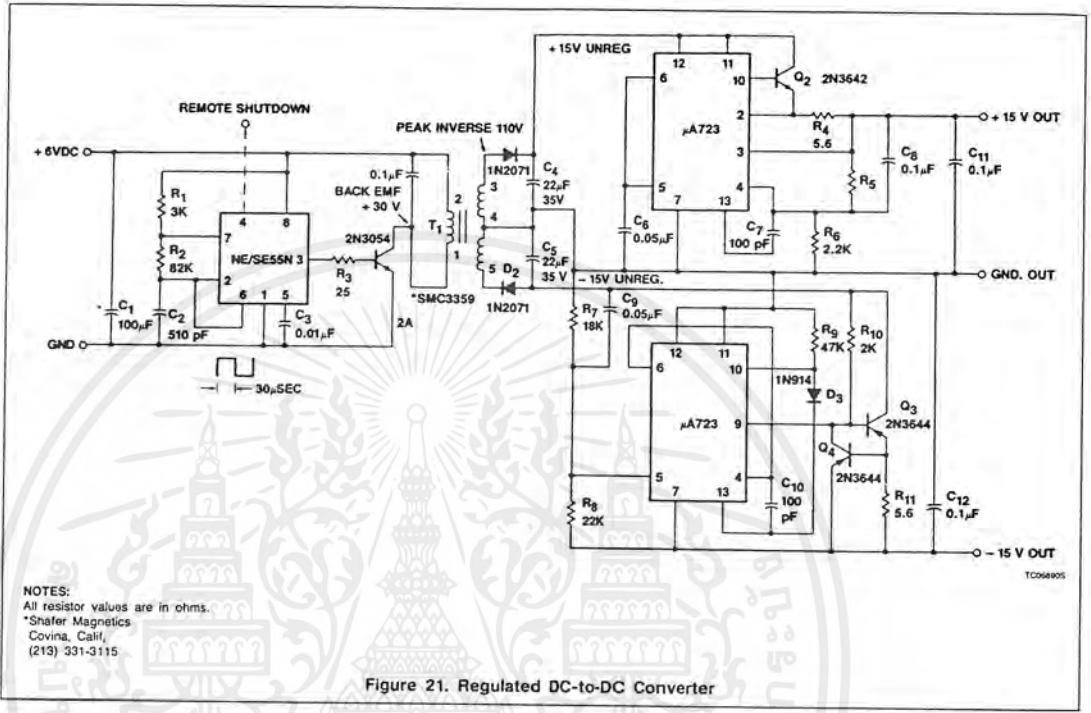 +15V UNREG
12
11
6
10
Q2 2N3642
REMOTE SHUTDOWN
µA723
2
+ 15 V OUT
PEAK INVERSE 110V
R4
5.6
+ 6VDC
3
C8
0.1µF
C11
0.1µF
0.1µF
1N2071
C4
22µF
35V
R5
BACK EMF
+ 30 V
3
4
5
4
R1
3K
4
8
T1
2
7
13
C6
0.05µF
C7
100 pF
R6
2.2K
7
2N3054
NE/SE55N 3
R2
82K
1
C5
22µF
35 V
2
R3
25
5
D2
- 15V UNREG.
GND. OUT
*SMC3359
1N2071
6
1
5
C9
0.05µF
R7
18K
C1
100µF
C2
510 pF
C3
0.01µF
2A
12
11
R9
47K
R10
2K
6
10
GND
1N914
D3
30µSEC
µA723
Q3
2N3644
9
Q4
2N3644
5
4
C10
100
pF
7
13
R8
22K
R11
5.6
C12
0.1µF
- 15 V OUT
TC06890S
NOTES:
All resistor values are in ohms.
*Shafer Magnetics
Covina, Calif,
(213) 331-3115
Figure 21. Regulated DC-to-DC Converter